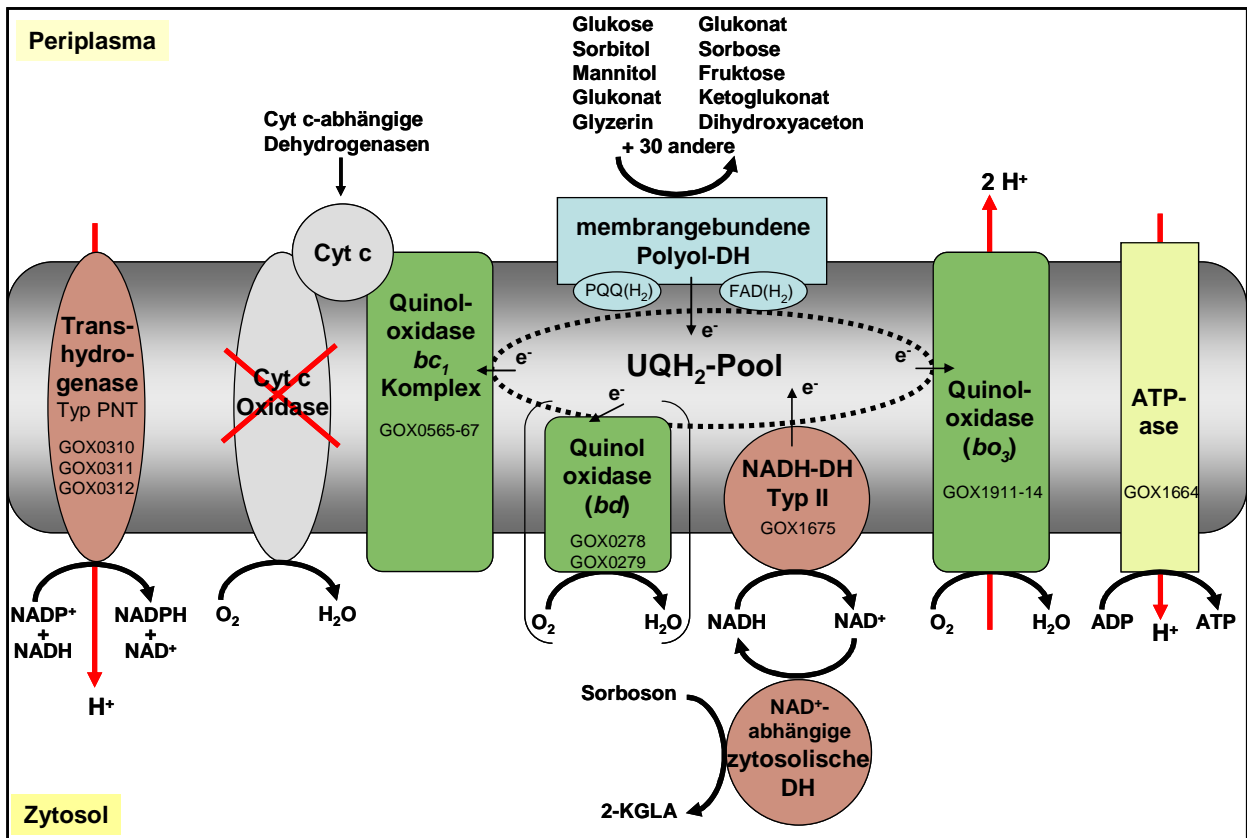 Periplasma
Glukose Glukonat
Sorbitol Sorbose
Mannitol Fruktose
Glukonat Ketoglukonat
Glyzerin Dihydroxyaceton
+ 30 andere
Cyt c-abhängige
Dehydrogenasen
2 H⁺
membrangebundene
Polyol-DH
PQQ(H₂)
FAD(H₂)
e⁻
Cyt c
Trans-
hydro-
genase
Typ PNT
GOX0310
GOX0311
GOX0312
Cyt c
Oxidase
Quinol-
oxidase
bc₁
Komplex
GOX0565-67
e⁻
UQH₂-Pool
e⁻
e⁻
e⁻
Quinol
oxidase
(bd)
GOX0278
GOX0279
NADH-DH
Typ II
GOX1675
Quinol-
oxidase
(bo₃)
GOX1911-14
ATP-
ase
GOX1664
NADP⁺
+
NADH
NADPH
+
NAD⁺
H⁺
O₂
H₂O
O₂
H₂O
NADH
NAD⁺
O₂
H₂O
ADP
H⁺
ATP
Sorboson
NAD⁺-
abhängige
zytosolische
DH
2-KGLA
Zytosol